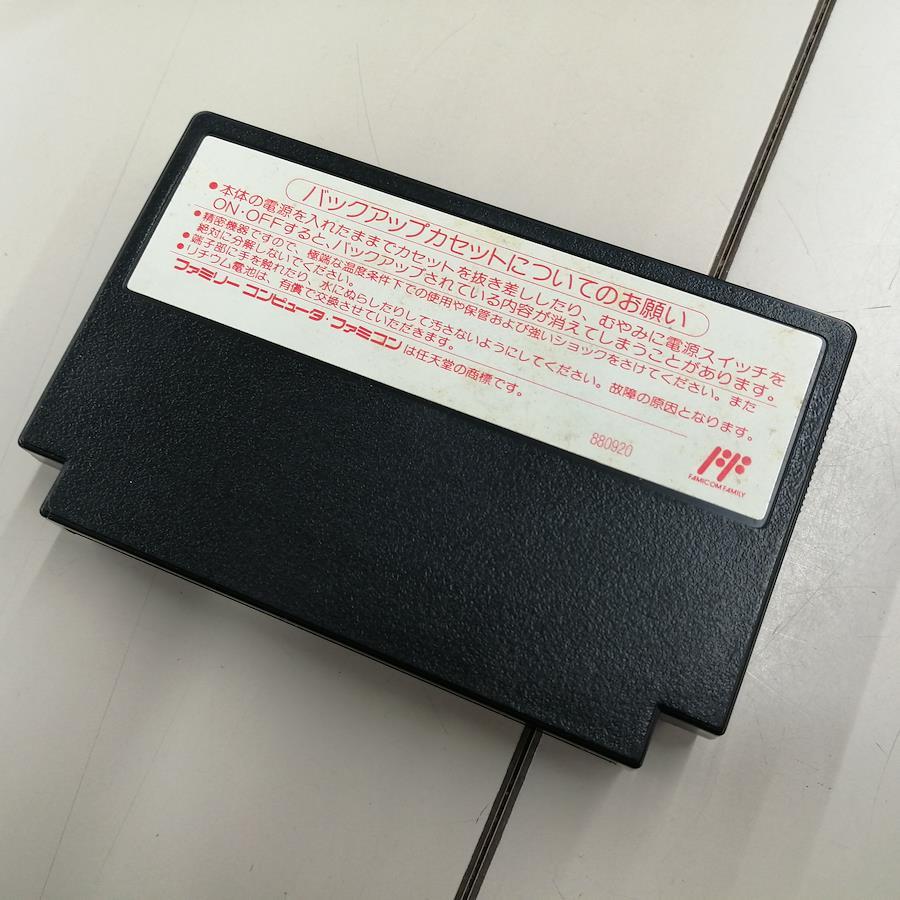 バックアップカセットについてのお願い
●本体の電源を入れたままでカセットを抜き差ししたり、むやみに電源スイッチを
ON・OFFすると、バックアップされている内容が消えてしまうことがあります。
●精密機器ですので、極端な温度条件下での使用や保管および強いショックをさけてください。また
絶対に分解しないでください。
●端子部に手を触れたり、水にぬらしたりして汚さないようにしてください。故障の原因となります。
●リチウム電池は、有償で交換させていただきます。
ファミリーコンピュータ・ファミコンは任天堂の商標です。
880920
FAMICOM FAMILY